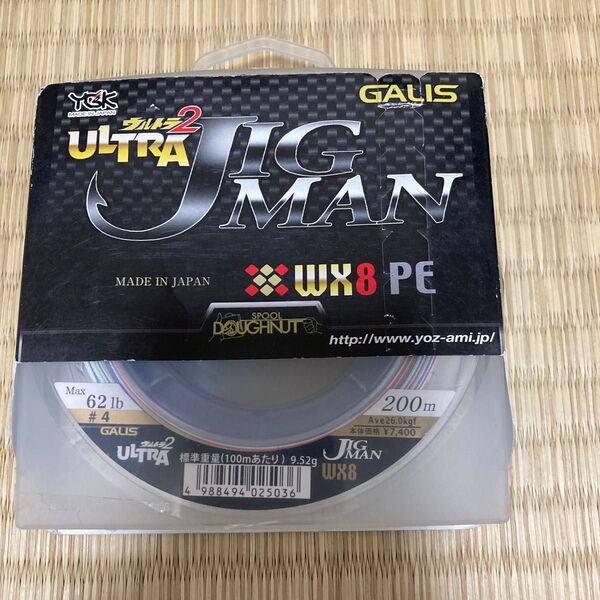 YGK
MADE IN JAPAN
GALIS
ウルトラ2
ULTRA
JIG
MAN
MADE IN JAPAN
WX8 PE
SPOOL
DOUGHNUT
http://www.yoz-ami.jp/
Max
62 lb
#4
GALIS
ウルトラ2
ULTRA
標準重量(100mあたり) 9.52g
4 988494 025036
200m
Ave26.0kgf
本体価格 ¥7,400
JIG
MAN
WX8